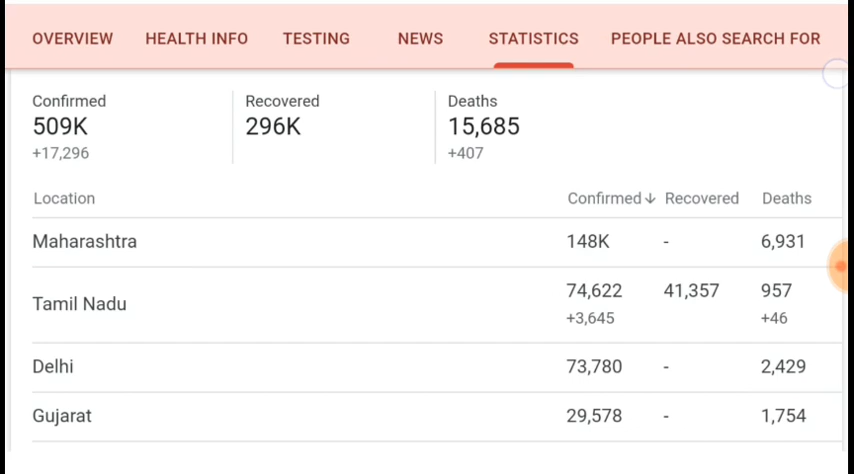 OVERVIEW HEALTH INFO TESTING NEWS STATISTICS PEOPLE ALSO SEARCH FOR
Confirmed Recovered Deaths
509K 296K 15,685
+17,296 +407
Location Confirmed↓ Recovered Deaths
Maharashtra 148K - 6,931
Tamil Nadu 74,622 41,357 957
+3,645 +46
Delhi 73,780 - 2,429
Gujarat 29,578 - 1,754